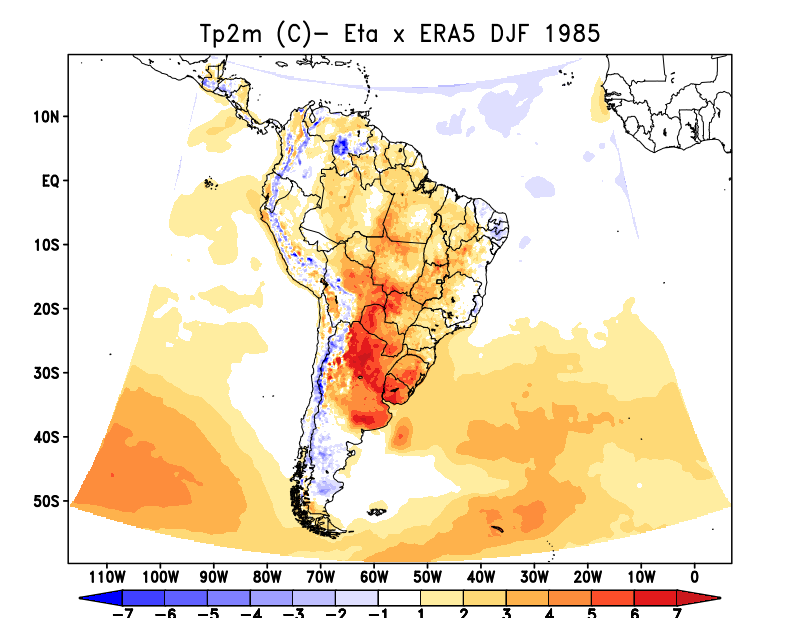 Tp2m (C)- Eta x ERA5 DJF 1985
10N
EQ
10S
20S
30S
40S
50S
110W 100W 90W 80W 70W 60W 50W 40W 30W 20W 10W 0
-7 -6 -5 -4 -3 -2 -1 1 2 3 4 5 6 7